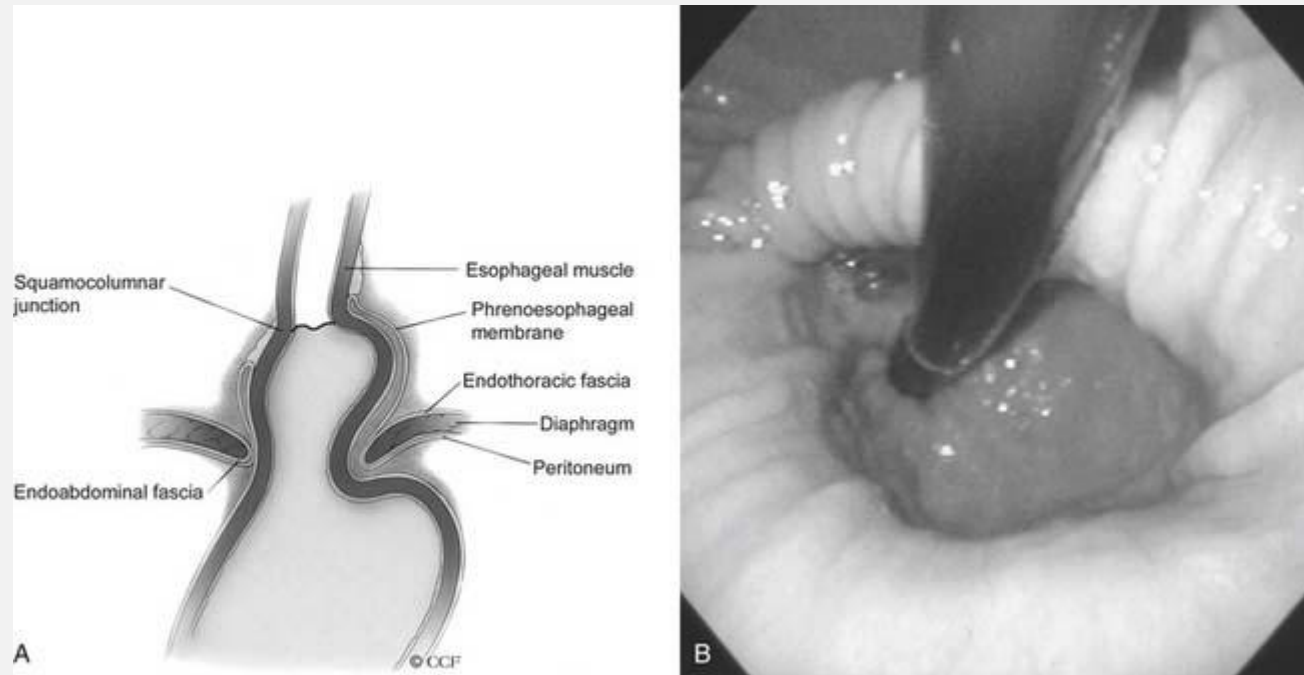 Squamocolumnar
junction
Esophageal muscle
Phrenoesophageal
membrane
Endothoracic fascia
Diaphragm
Peritoneum
Endoabdominal fascia
A
© CCF
B